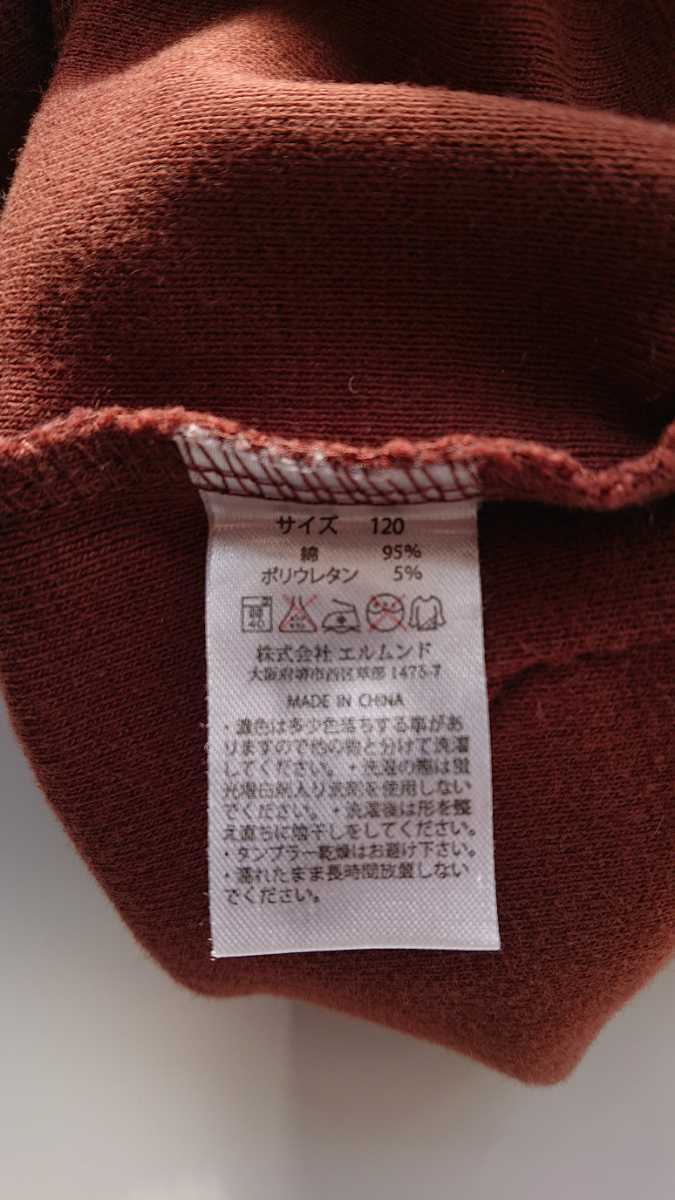 サイズ 120
綿 95%
ポリウレタン 5%
40
株式会社 エルムンド
大阪府堺市西区草部 1475-7
MADE IN CHINA
・濃色は多少色落ちする事があ
りますので他の物と分けて洗濯
してください。・洗濯の際は蛍
光増白剤入り洗剤を使用しない
でください。・洗濯後は形を整
え直ちに陰干しをしてください。
・タンブラー乾燥はお避け下さい。
・濡れたまま長時間放置しない
でください。